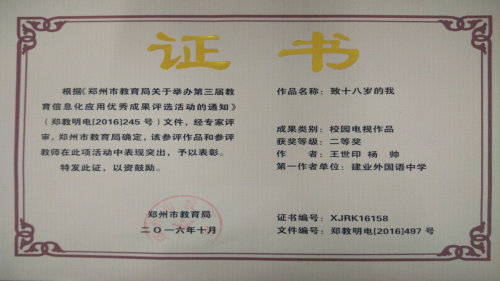 证书
根据《郑州市教育局关于举办第三届教
育信息化应用优秀成果评选活动的通知》
(郑教明电[2016]245 号)文件，经专家评
审，郑州市教育局确定，该参评作品和参评
教师在此项活动中表现突出，予以表彰。
特发此证，以资鼓励。
郑州市教育局
二〇一六年十月
作品名称：致十八岁的我
成果类别：校园电视作品
获奖等级：二等奖
作　者：王世印 杨　帅
第一作者单位：建业外国语中学
证书编号：XJRK16158
文件编号：郑教明电[2016]497 号